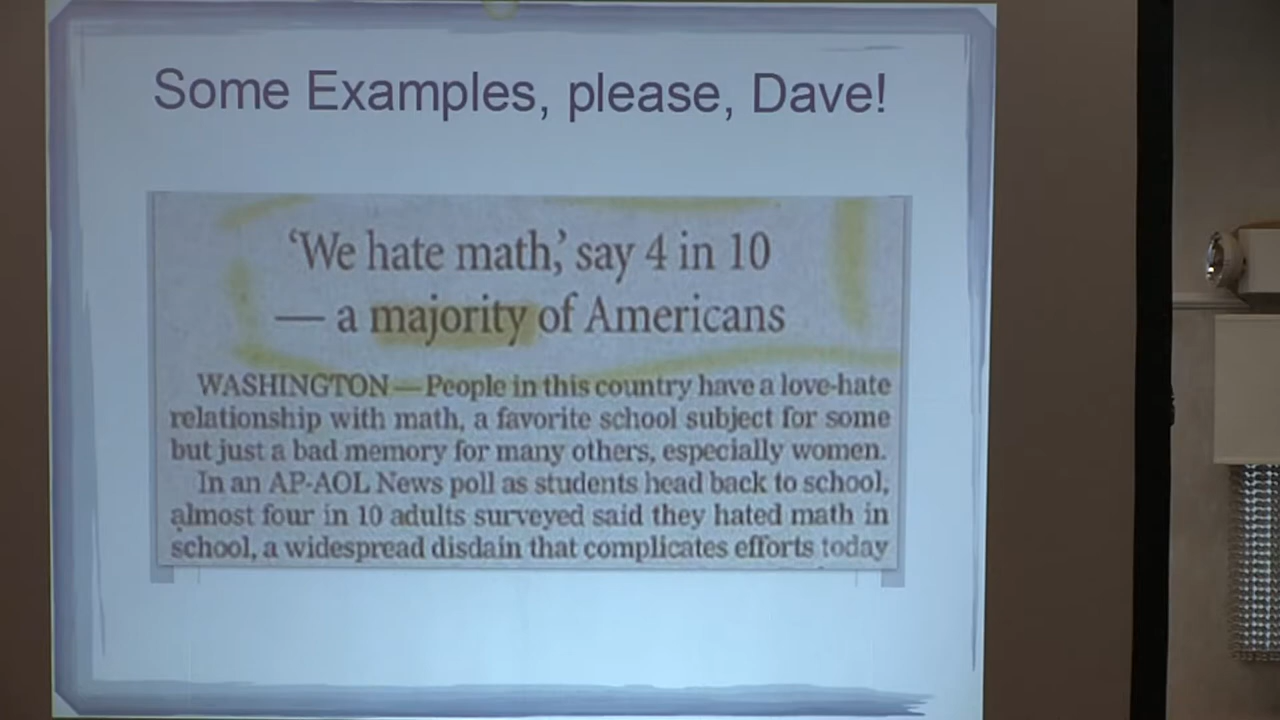 Some Examples, please, Dave!
‘We hate math,’ say 4 in 10
— a majority of Americans
WASHINGTON — People in this country have a love-hate
relationship with math, a favorite school subject for some
but just a bad memory for many others, especially women.
In an AP-AOL News poll as students head back to school,
almost four in 10 adults surveyed said they hated math in
school, a widespread disdain that complicates efforts today